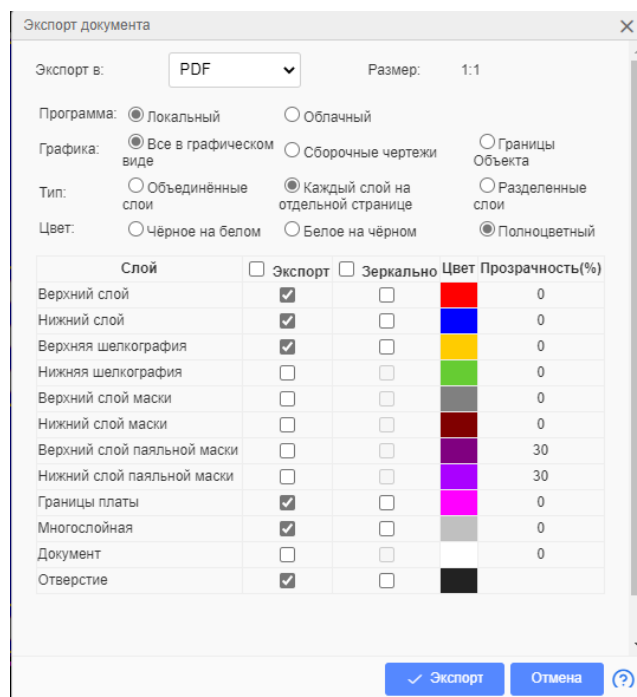 Экспорт документа
Экспорт в: PDF Размер: 1:1
Программа: Локальный Облачный
Графика: Все в графическом виде Сборочные чертежи Границы Объекта
Тип: Объединённые слои Каждый слой на отдельной странице Разделенные слои
Цвет: Чёрное на белом Белое на чёрном Полноцветный
Слой Экспорт Зеркально Цвет Прозрачность(%)
Верхний слой 0
Нижний слой 0
Верхняя шелкография 0
Нижняя шелкография 0
Верхний слой маски 0
Нижний слой маски 0
Верхний слой паяльной маски 30
Нижний слой паяльной маски 30
Границы платы 0
Многослойная 0
Документ 0
Отверстие
Экспорт Отмена ?